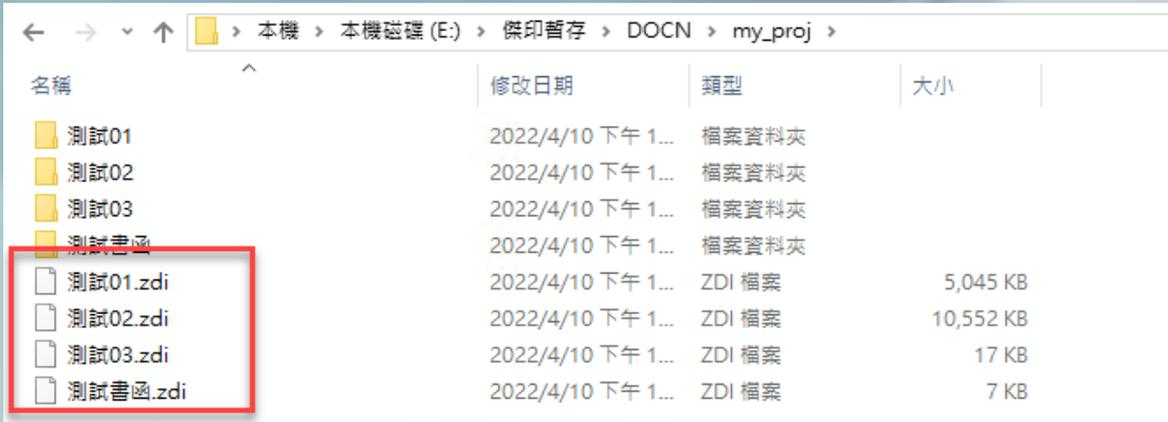 本機 > 本機磁碟 (E:) > 傑印暫存 > DOCN > my_proj >
名稱 修改日期 類型 大小
測試01 2022/4/10 下午 1... 檔案資料夾
測試02 2022/4/10 下午 1... 檔案資料夾
測試03 2022/4/10 下午 1... 檔案資料夾
測試書函 2022/4/10 下午 1... 檔案資料夾
測試01.zdi 2022/4/10 下午 1... ZDI 檔案 5,045 KB
測試02.zdi 2022/4/10 下午 1... ZDI 檔案 10,552 KB
測試03.zdi 2022/4/10 下午 1... ZDI 檔案 17 KB
測試書函.zdi 2022/4/10 下午 1... ZDI 檔案 7 KB